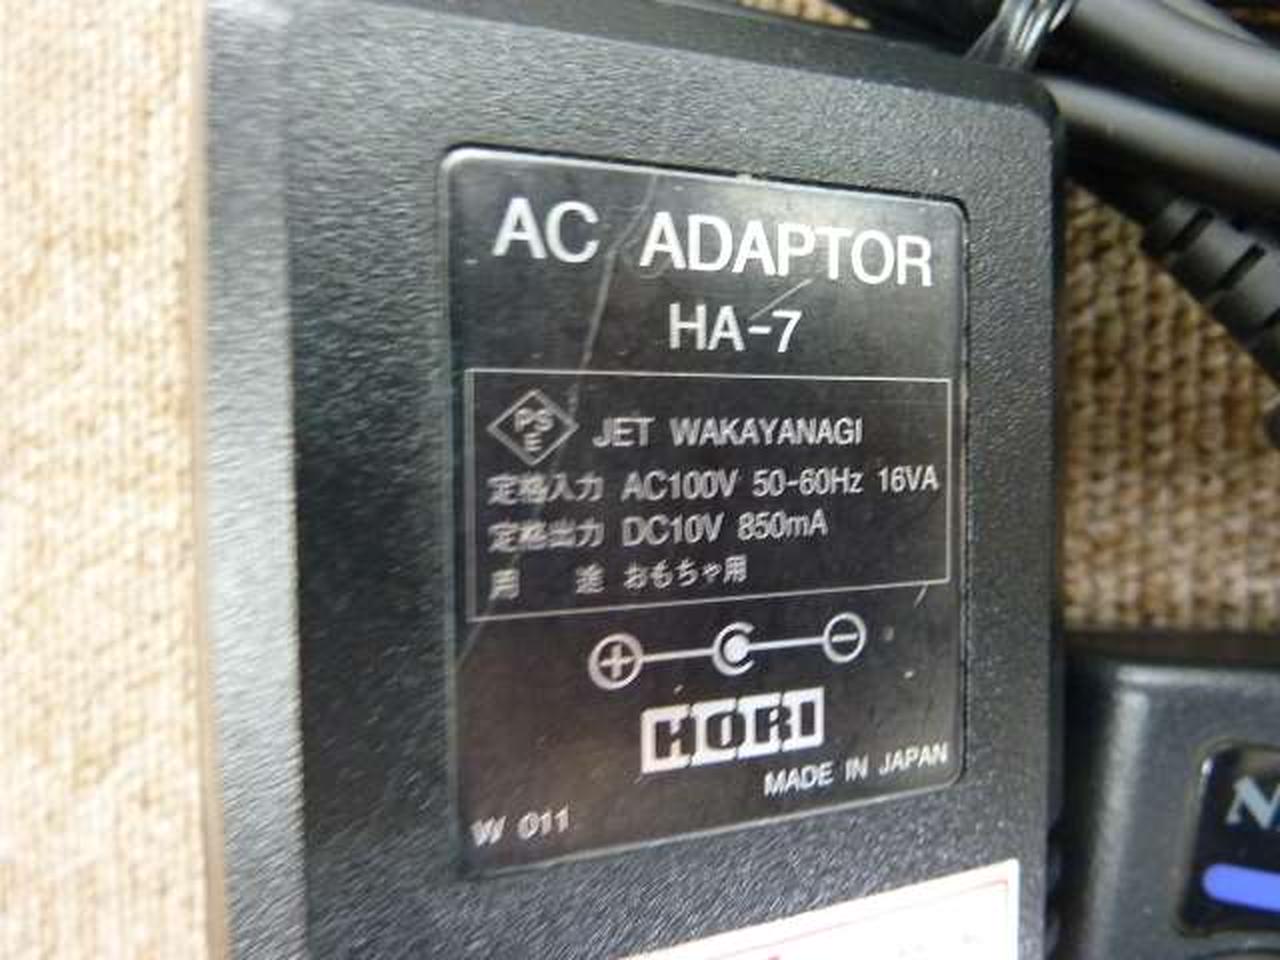 AC ADAPTOR
HA-7
PS
E
JET WAKAYANAGI
定格入力 AC100V 50-60Hz 16VA
定格出力 DC10V 850mA
用 途 おもちゃ用
HORI
MADE IN JAPAN
W 011
N